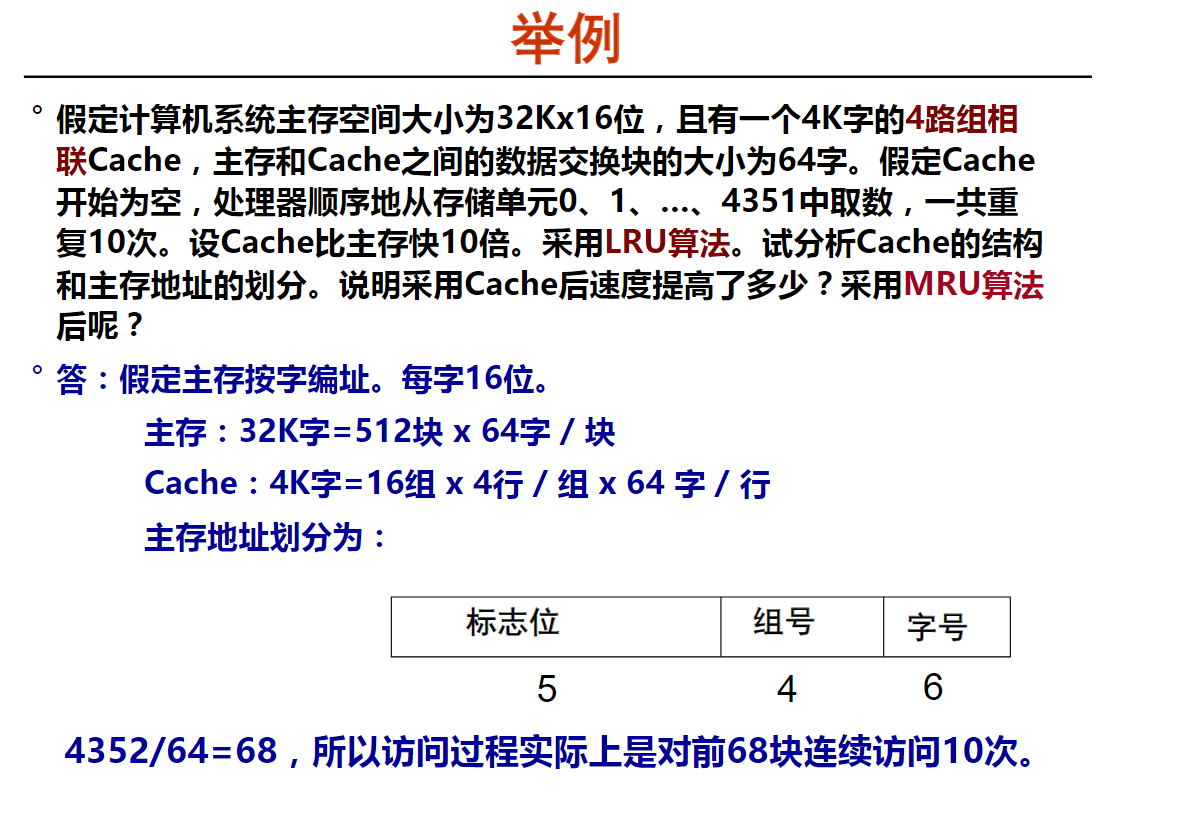 举例
° 假定计算机系统主存空间大小为32Kx16位，且有一个4K字的4路组相
联Cache，主存和Cache之间的数据交换块的大小为64字。假定Cache
开始为空，处理器顺序地从存储单元0、1、…、4351中取数，一共重
复10次。设Cache比主存快10倍。采用LRU算法。试分析Cache的结构
和主存地址的划分。说明采用Cache后速度提高了多少？采用MRU算法
后呢？
° 答：假定主存按字编址。每字16位。
主存：32K字=512块 x 64字 / 块
Cache：4K字=16组 x 4行 / 组 x 64 字 / 行
主存地址划分为：
标志位 组号 字号
5 4 6
4352/64=68，所以访问过程实际上是对前68块连续访问10次。